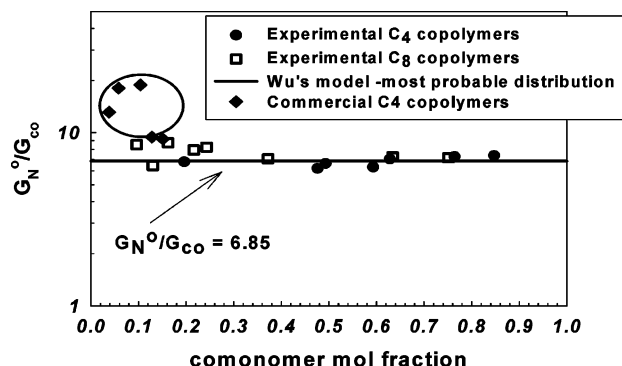 Experimental C4 copolymers
Experimental C8 copolymers
Wu's model -most probable distribution
Commercial C4 copolymers
10
1
GNº/Gco
GNº/Gco = 6.85
0.0 0.1 0.2 0.3 0.4 0.5 0.6 0.7 0.8 0.9 1.0
comonomer mol fraction